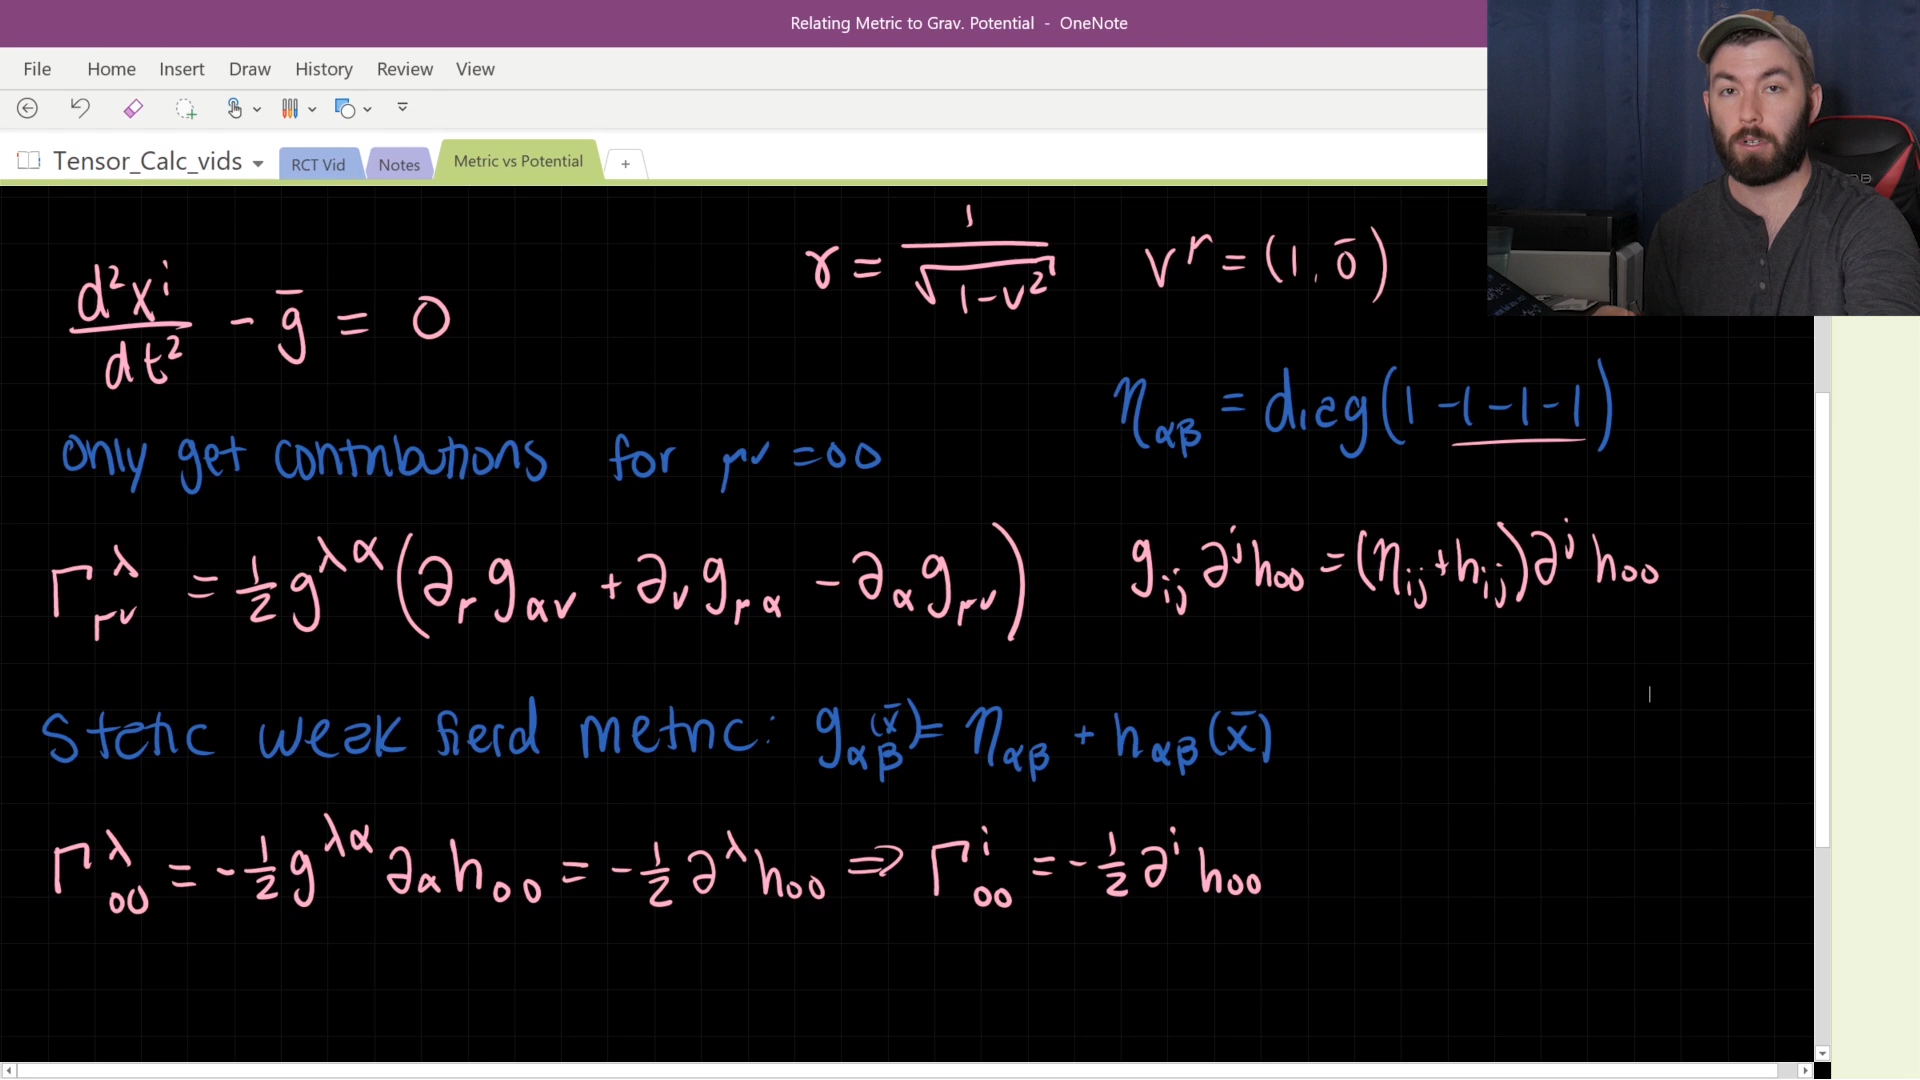 Relating Metric to Grav. Potential - OneNote
File Home Insert Draw History Review View
Tensor_Calc_vids RCT Vid Notes Metric vs Potential +
d²xⁱ/dt² - g̅ = 0
γ = 1/√(1-v²) v^μ = (1, 0̅)
η_αβ = diag(1 -1 -1 -1)
only get contributions for μν = 00
Γ^λ_μν = ½ g^λα (∂_μ g_αν + ∂_ν g_μα - ∂_α g_μν)
g_ij ∂^j h_00 = (η_ij + h_ij) ∂^j h_00
Static weak field metric: g_αβ(x̅) = η_αβ + h_αβ(x̅)
Γ^λ_00 = -½ g^λα ∂_α h_00 = -½ ∂^λ h_00 ⇒ Γ^i_00 = -½ ∂^i h_00